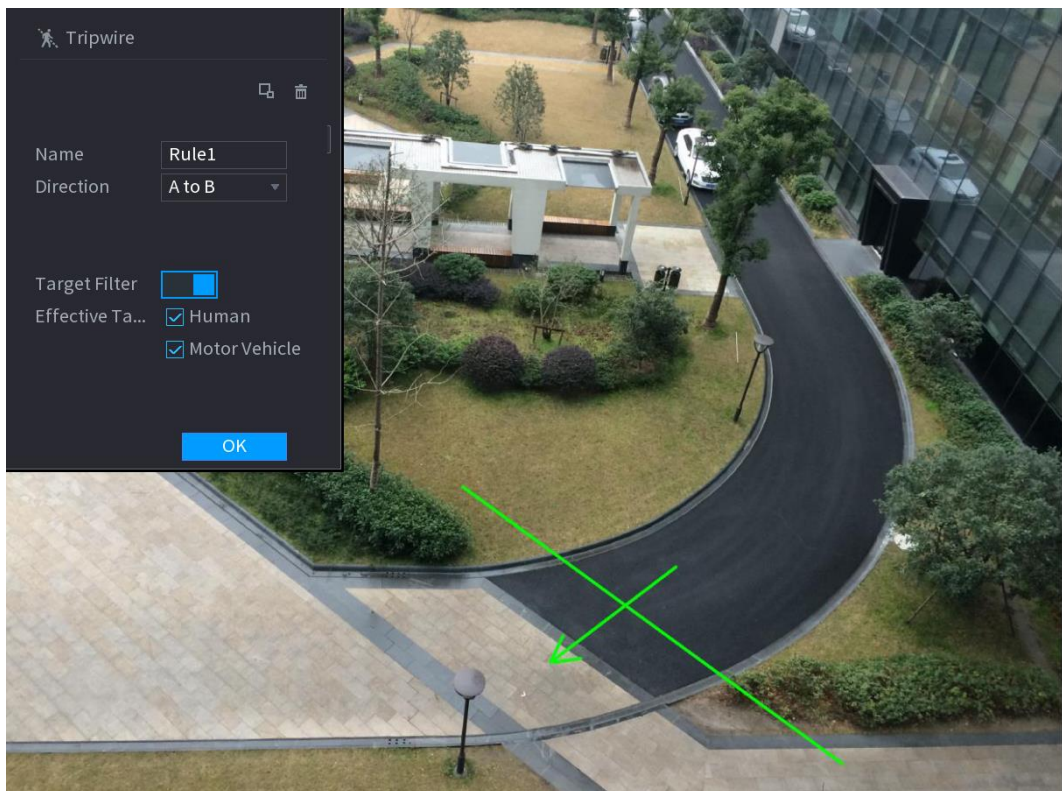 Tripwire
Name Rule1
Direction A to B
Target Filter
Effective Ta...
Human
Motor Vehicle
OK